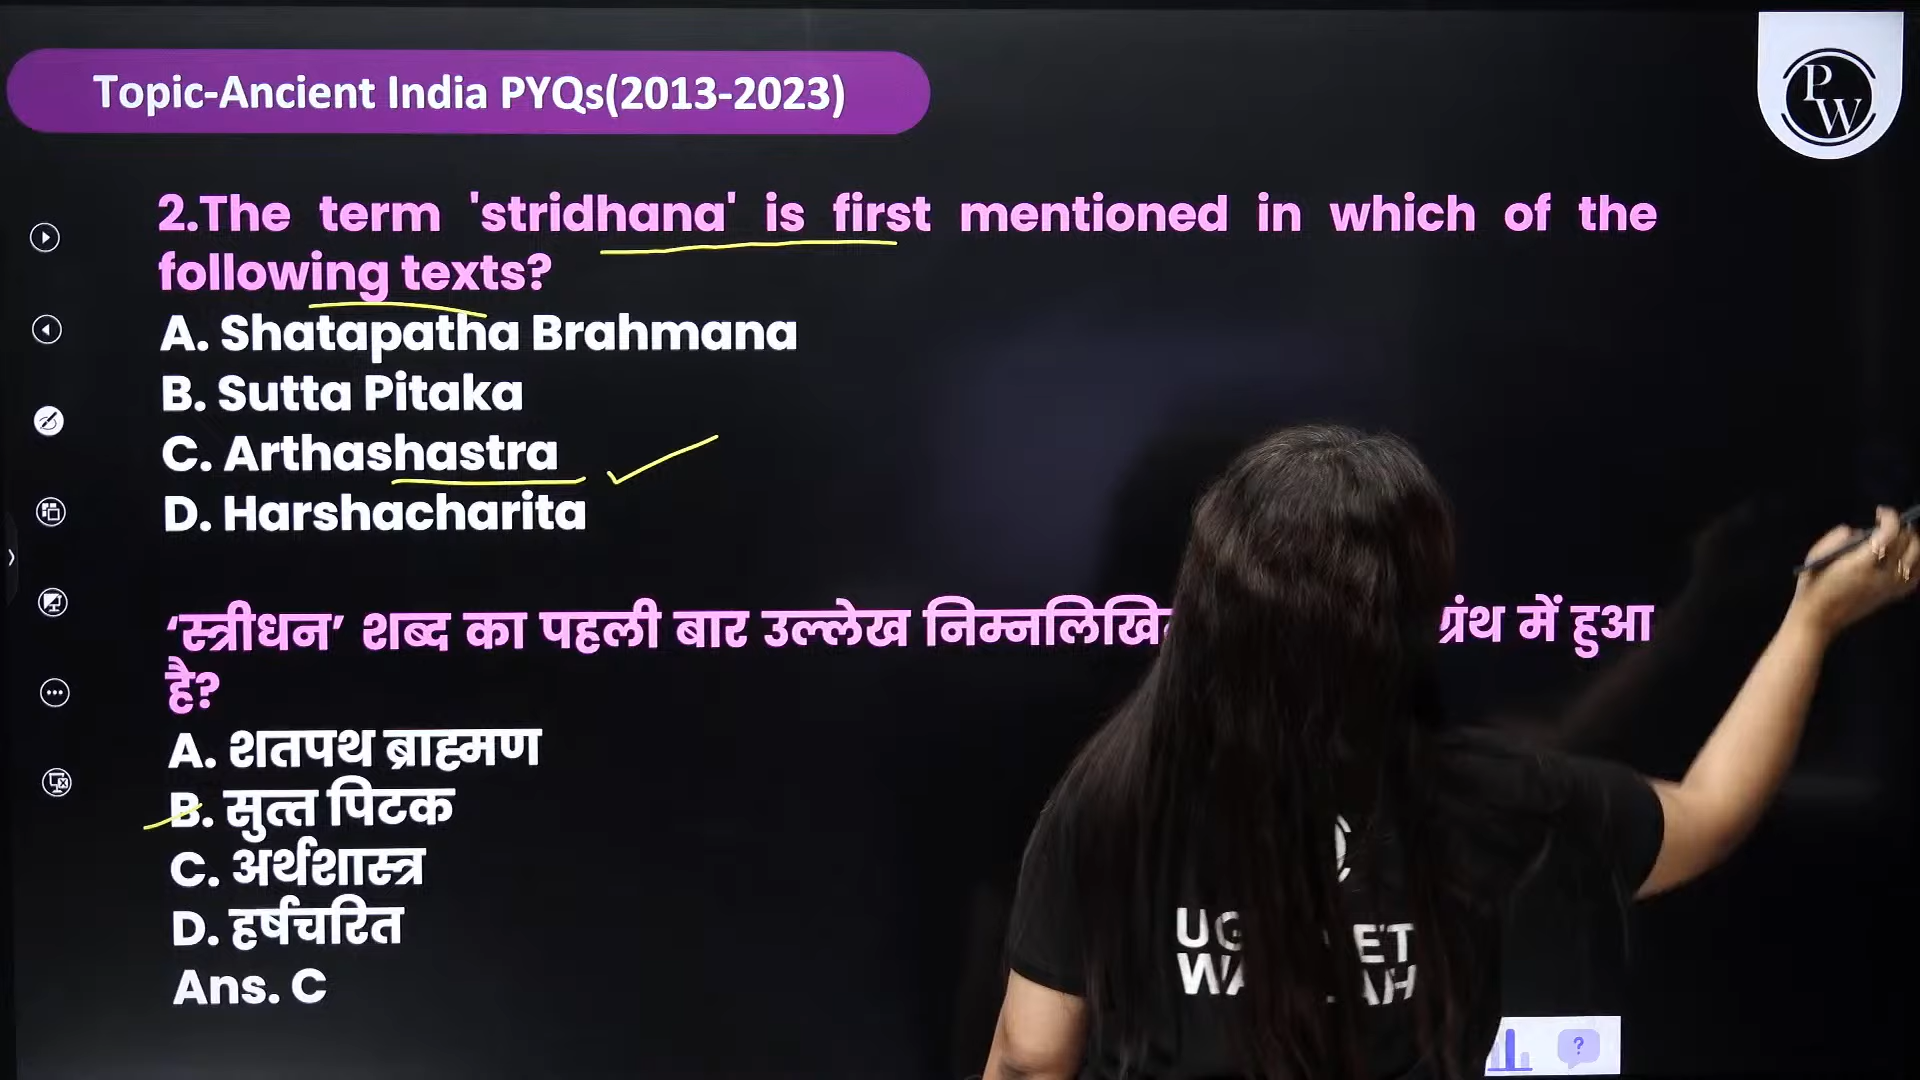 Topic-Ancient India PYQs(2013-2023)
PW
2.The term 'stridhana' is first mentioned in which of the
following texts?
A. Shatapatha Brahmana
B. Sutta Pitaka
C. Arthashastra
D. Harshacharita
‘स्त्रीधन’ शब्द का पहली बार उल्लेख ग्रंथ में हुआ
है?
A. शतपथ ब्राह्मण
B. सुत्त पिटक
C. अर्थशास्त्र
D. हर्षचरित
Ans. C
?